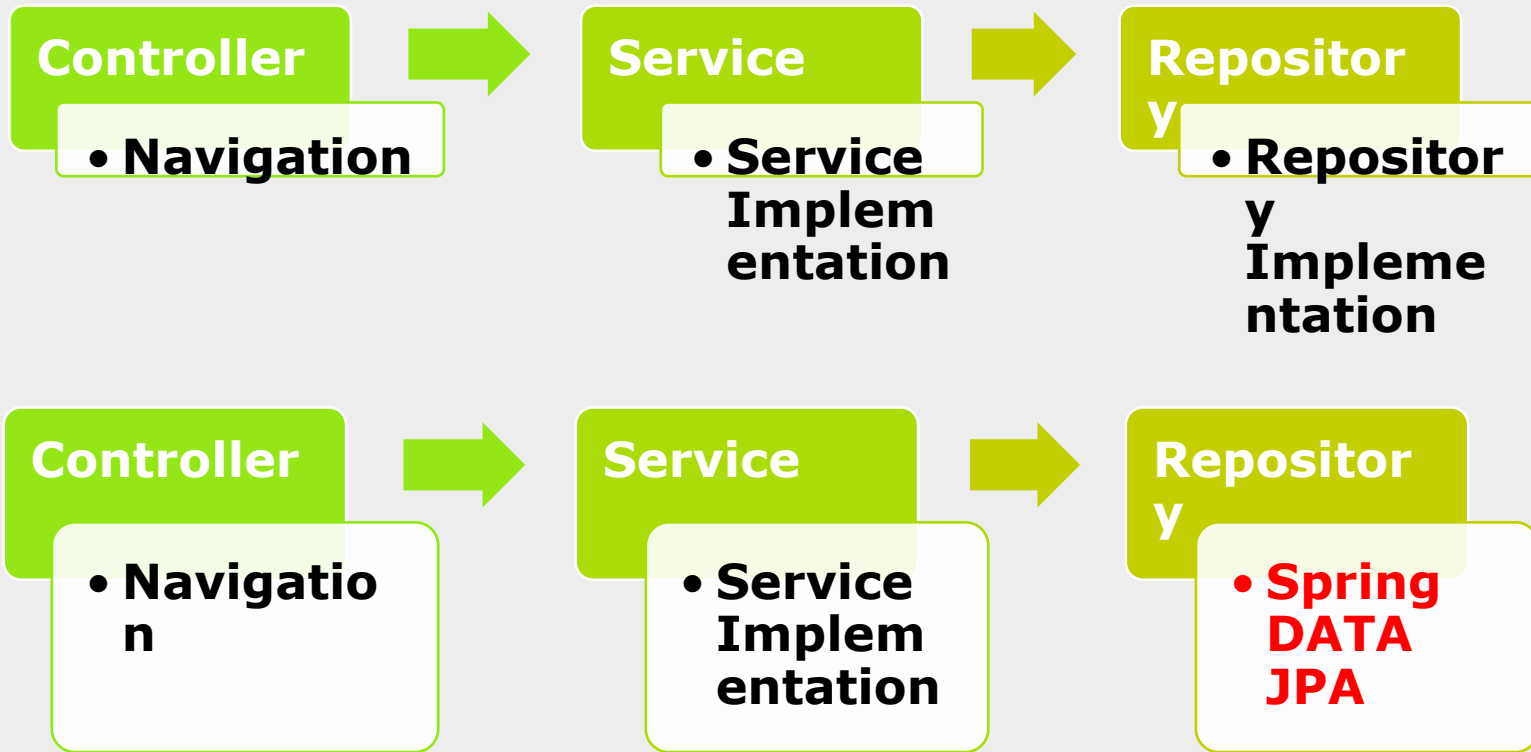 Controller
• Navigation
Service
• Service
Implem
entation
Repositor
y
• Repositor
y
Impleme
ntation
Controller
• Navigatio
n
Service
• Service
Implem
entation
Repositor
y
• Spring
DATA
JPA